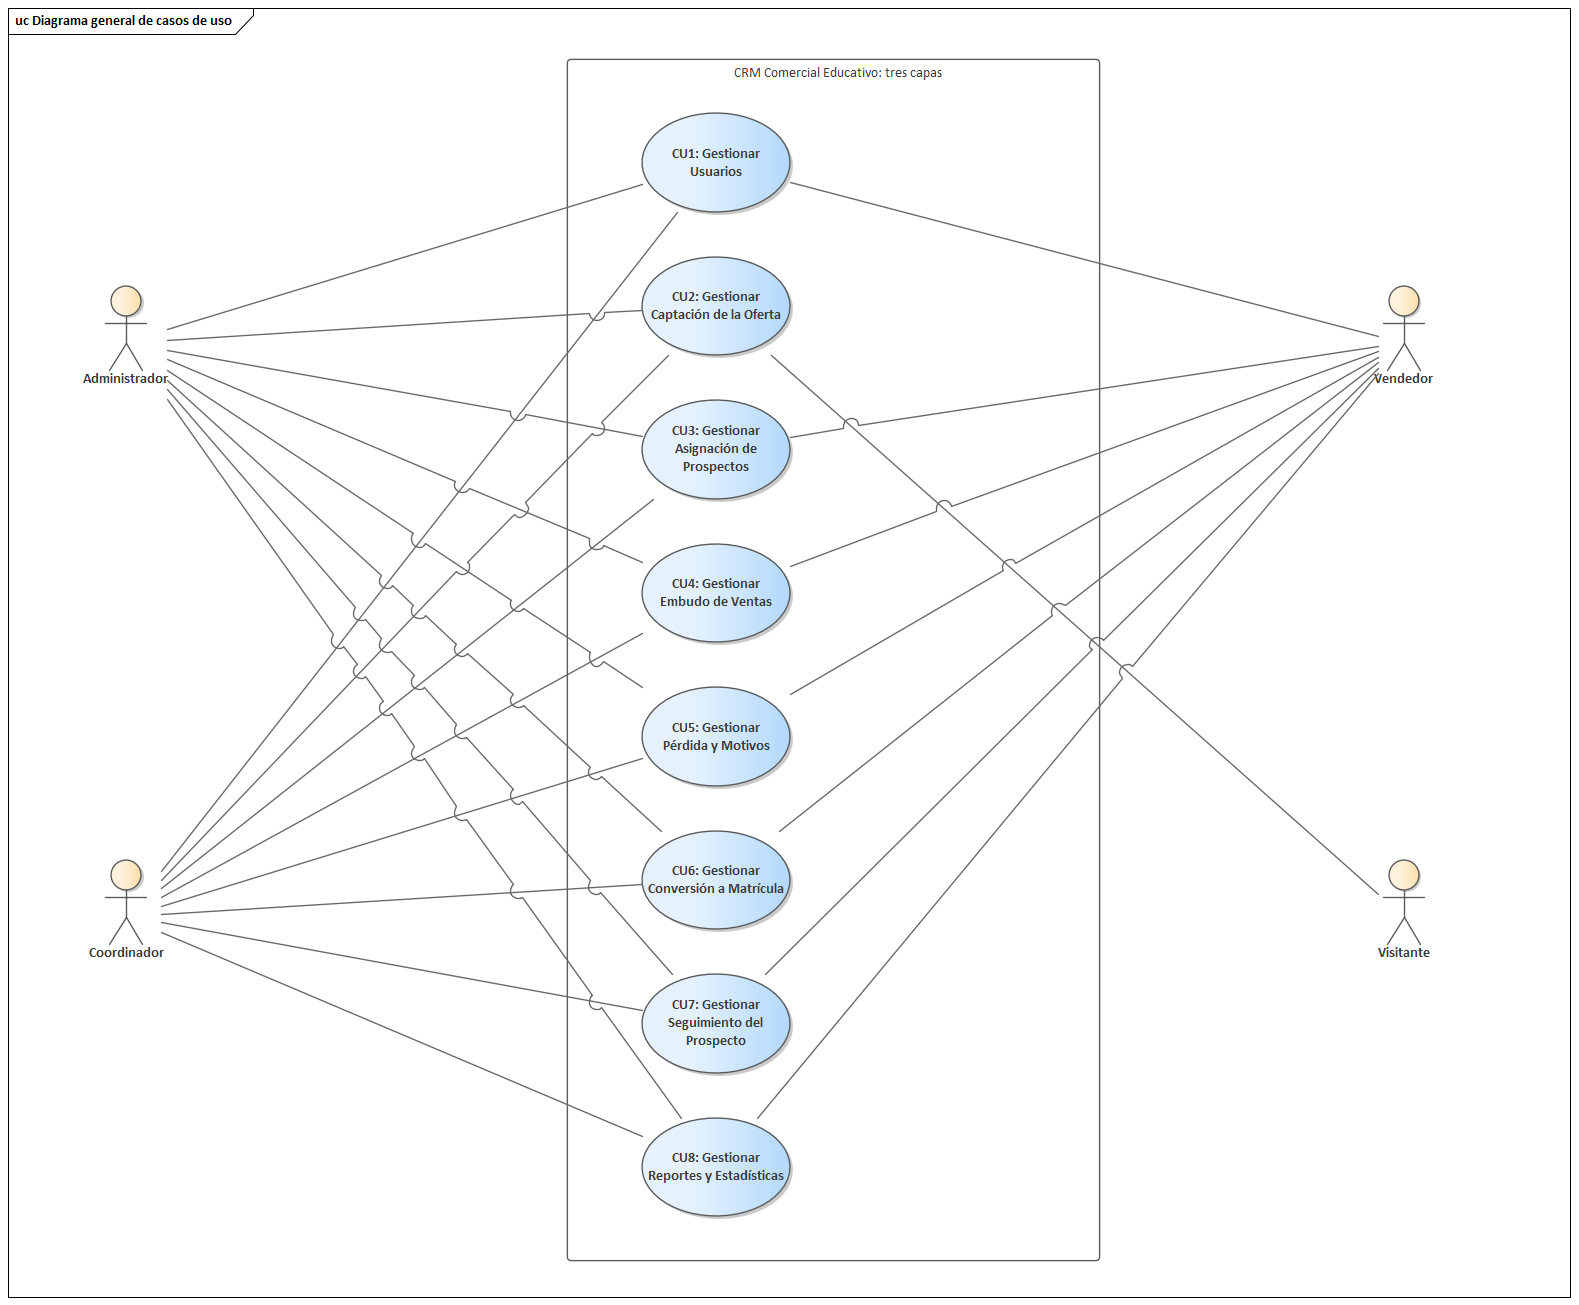 uc Diagrama general de casos de uso
CRM Comercial Educativo: tres capas
CU1: Gestionar
Usuarios
CU2: Gestionar
Captación de la Oferta
Administrador
Vendedor
CU3: Gestionar
Asignación de
Prospectos
CU4: Gestionar
Embudo de Ventas
CU5: Gestionar
Pérdida y Motivos
CU6: Gestionar
Conversión a Matrícula
Coordinador
Visitante
CU7: Gestionar
Seguimiento del
Prospecto
CU8: Gestionar
Reportes y Estadísticas